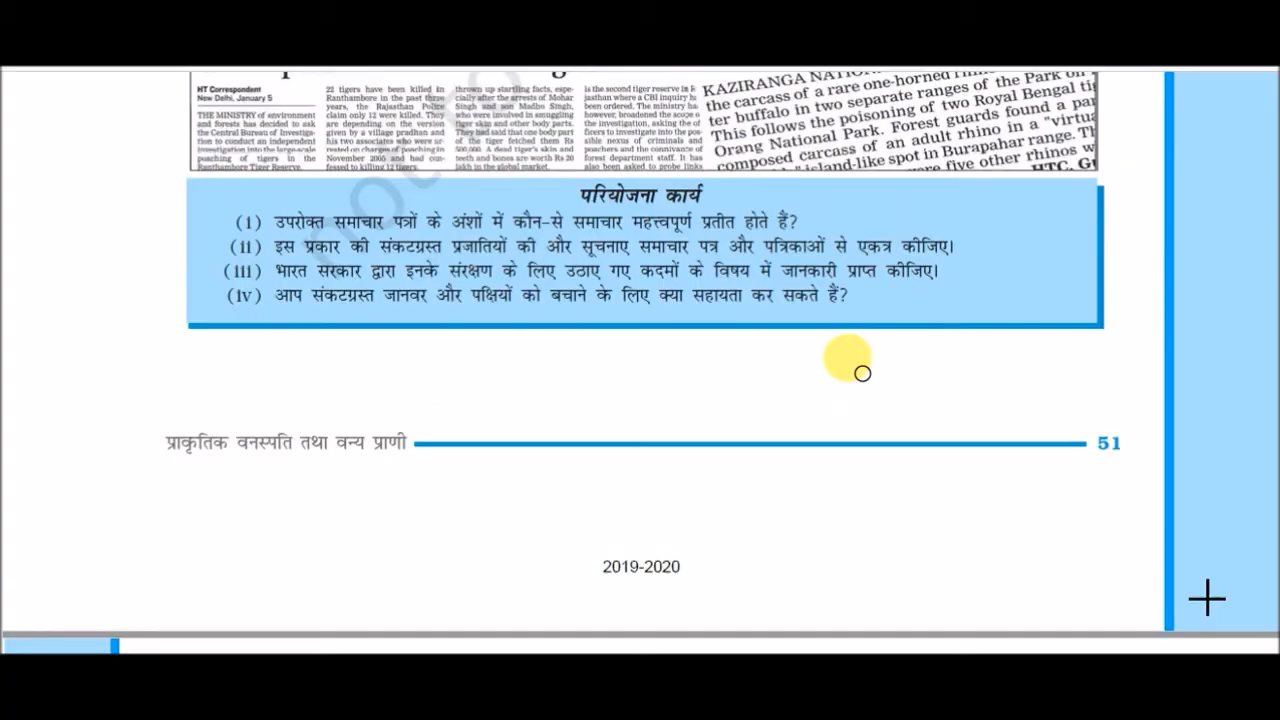 HT Correspondent
New Delhi, January 5
THE MINISTRY of environment
and forests has decided to ask
the Central Bureau of Investiga-
tion to conduct an independent
investigation into the large-scale
poaching of tigers in the
Ranthambore Tiger Reserve.
22 tigers have been killed in
Ranthambore in the past three
years, the Rajasthan Police
claim only 12 were killed. They
are depending on the version
given by a village pradhan and
his two associates who were ar-
rested on charges of poaching in
November 2005 and had con-
fessed to killing 12 tigers.
thrown up startling facts, espe-
cially after the arrests of Mohar
Singh and son Madho Singh,
who were involved in smuggling
tiger skin and other body parts.
They had said that one body part
of the tiger fetched them Rs
500,000. A dead tiger's skin and
teeth and bones are worth Rs 20
lakh in the global market.
is the second tiger reserve in R
jasthan where a CBI inquiry h
been ordered. The ministry ha
however, broadened the scope o
the investigation, asking the of
ficers to investigate into the pos-
sible nexus of criminals and
poachers and the connivance of
forest department staff. It has
also been asked to probe links
KAZIRANGA
the carcass of a rare one-horned
ter buffalo in two separate ranges of the Park on
This follows the poisoning of two Royal Bengal ti
Orang National Park. Forest guards found a par
composed carcass of an adult rhino in a "virtua
island-like spot in Burapahar range. T
five other rhinos w
HTC, G
परियोजना कार्य
(i) उपरोक्त समाचार पत्रों के अंशों में कौन-से समाचार महत्त्वपूर्ण प्रतीत होते हैं?
(ii) इस प्रकार की संकटग्रस्त प्रजातियों की और सूचनाए समाचार पत्र और पत्रिकाओं से एकत्र कीजिए।
(iii) भारत सरकार द्वारा इनके संरक्षण के लिए उठाए गए कदमों के विषय में जानकारी प्राप्त कीजिए।
(iv) आप संकटग्रस्त जानवर और पक्षियों को बचाने के लिए क्या सहायता कर सकते हैं?
प्राकृतिक वनस्पति तथा वन्य प्राणी 51
2019-2020